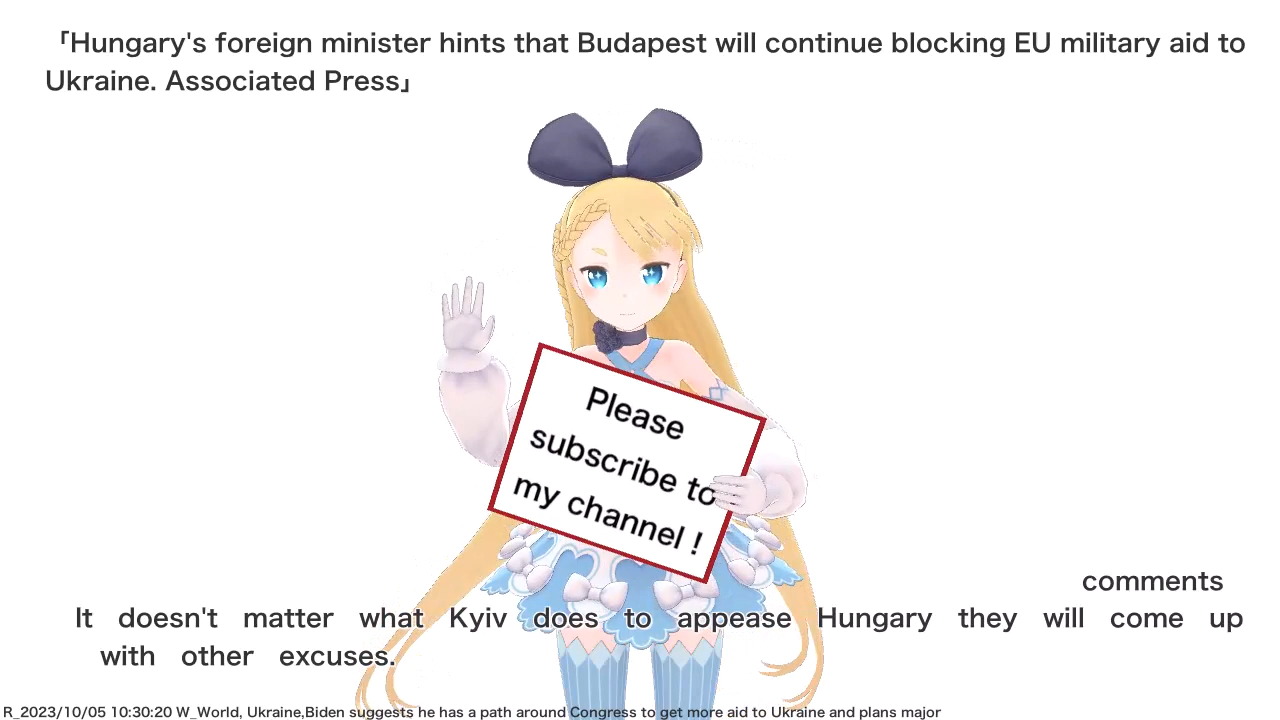 「Hungary's foreign minister hints that Budapest will continue blocking EU military aid to
Ukraine. Associated Press」
Please
subscribe to
my channel !
comments
It doesn't matter what Kyiv does to appease Hungary they will come up
with other excuses.
R_2023/10/05 10:30:20 W_World, Ukraine,Biden suggests he has a path around Congress to get more aid to Ukraine and plans major